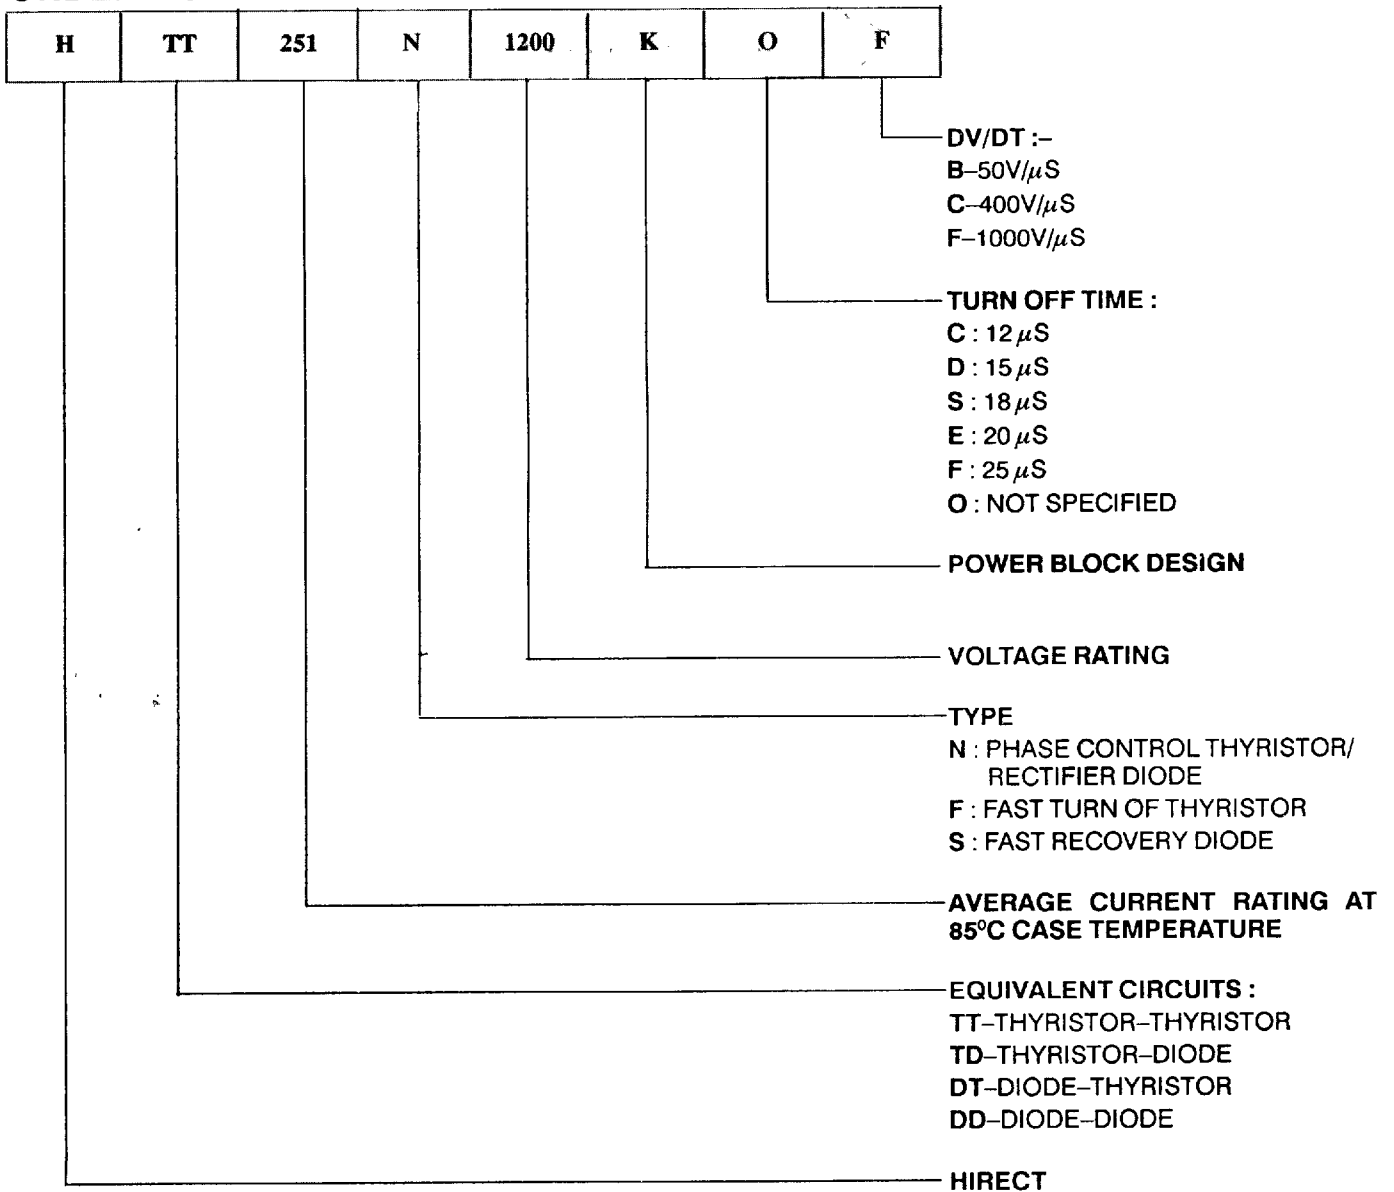 H TT 251 N 1200 K O F
DV/DT :–
B–50V/μS
C–400V/μS
F–1000V/μS
TURN OFF TIME :
C : 12 μS
D : 15 μS
S : 18 μS
E : 20 μS
F : 25 μS
O : NOT SPECIFIED
POWER BLOCK DESIGN
VOLTAGE RATING
TYPE
N : PHASE CONTROL THYRISTOR/
RECTIFIER DIODE
F : FAST TURN OF THYRISTOR
S : FAST RECOVERY DIODE
AVERAGE CURRENT RATING AT
85ºC CASE TEMPERATURE
EQUIVALENT CIRCUITS :
TT–THYRISTOR–THYRISTOR
TD–THYRISTOR–DIODE
DT–DIODE–THYRISTOR
DD–DIODE–DIODE
HIRECT